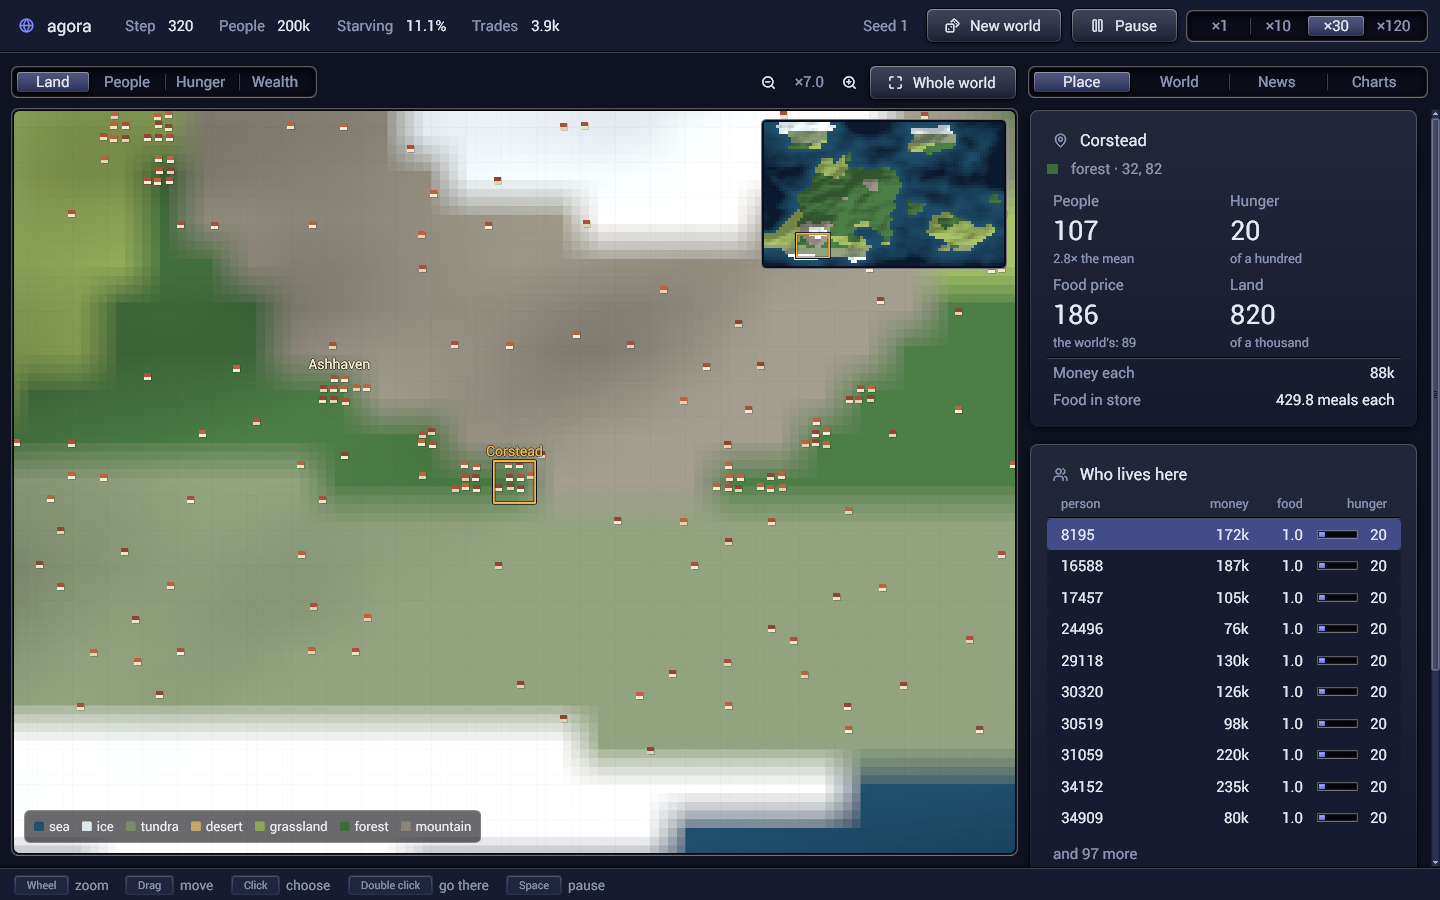 agora Step 320 People 200k Starving 11.1% Trades 3.9k Seed 1 New world Pause ×1 ×10 ×30 ×120
Land People Hunger Wealth ×7.0 Whole world Place World News Charts
Corstead
forest · 32, 82
People Hunger
107 20
2.8× the mean of a hundred
Food price Land
186 820
the world's: 89 of a thousand
Money each 88k
Food in store 429.8 meals each
Ashhaven
Corstead
Who lives here
person money food hunger
8195 172k 1.0 20
16588 187k 1.0 20
17457 105k 1.0 20
24496 76k 1.0 20
29118 130k 1.0 20
30320 126k 1.0 20
30519 98k 1.0 20
31059 220k 1.0 20
34152 235k 1.0 20
34909 80k 1.0 20
and 97 more
sea ice tundra desert grassland forest mountain
Wheel zoom Drag move Click choose Double click go there Space pause